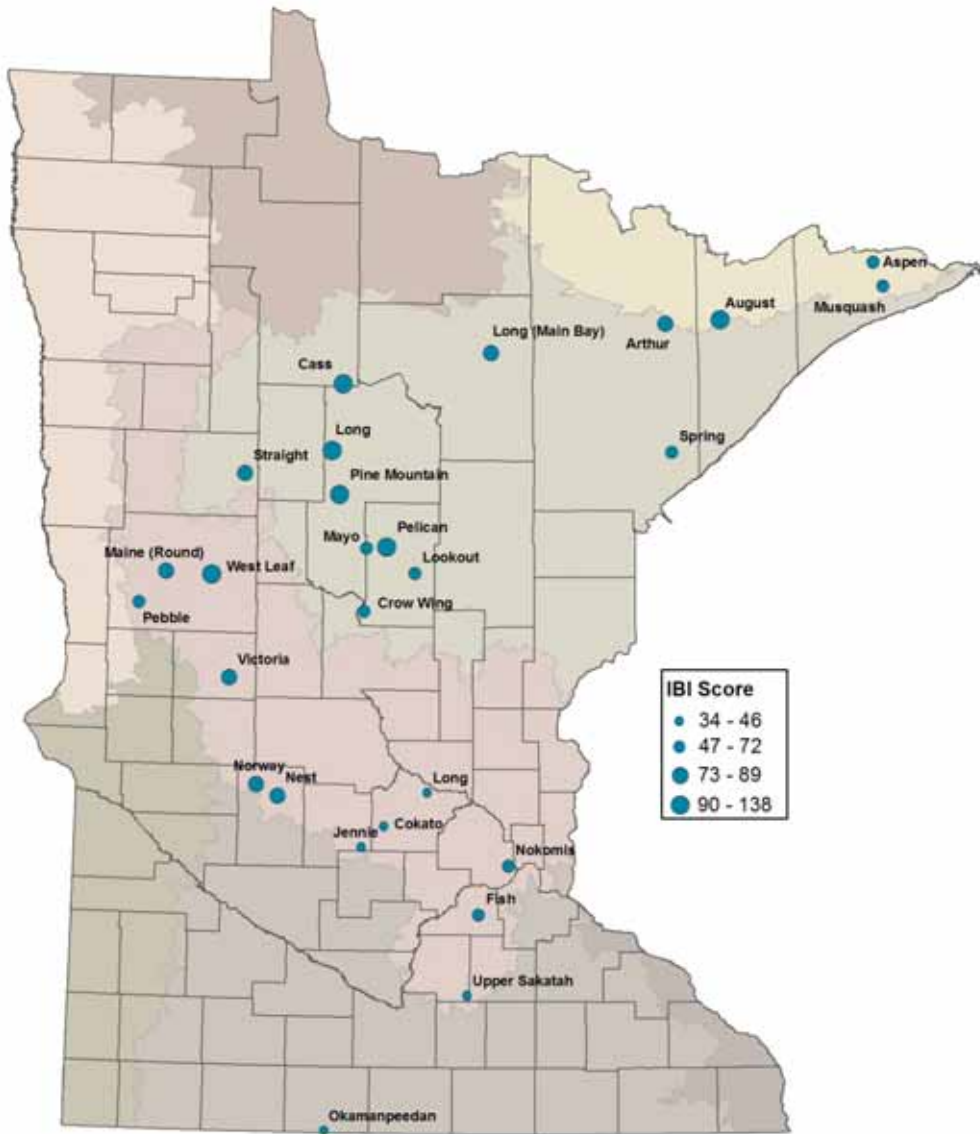 Aspen
Musquash
August
Arthur
Long (Main Bay)
Cass
Long
Spring
Straight
Pine Mountain
Mayo
Pelican
Lookout
Maine (Round)
West Leaf
Pebble
Crow Wing
Victoria
IBI Score
34 - 46
47 - 72
73 - 89
90 - 138
Norway
Nest
Long
Cokato
Jennie
Nokomis
Fish
Upper Sakatah
Okamanpeedan